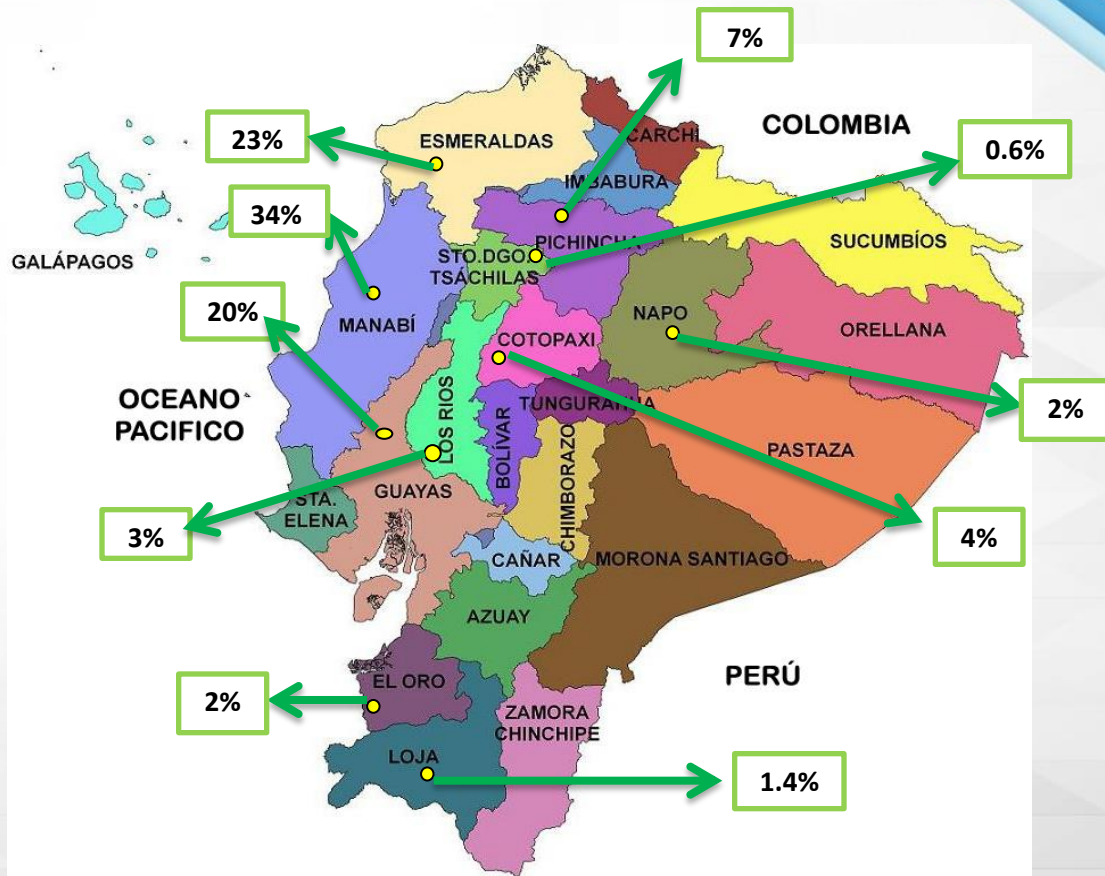 7%
COLOMBIA
CARCHI
ESMERALDAS
23%
0.6%
IMBABURA
34%
PICHINCHA
SUCUMBÍOS
GALÁPAGOS
STO.DGO.
TSÁCHILAS
20%
MANABÍ
NAPO
ORELLANA
COTOPAXI
OCEANO
PACIFICO
TUNGURAHUA
2%
LOS RIOS
BOLÍVAR
PASTAZA
CHIMBORAZO
GUAYAS
STA.
ELENA
3%
4%
CAÑAR
MORONA SANTIAGO
AZUAY
PERÚ
EL ORO
2%
ZAMORA
CHINCHIPE
LOJA
1.4%